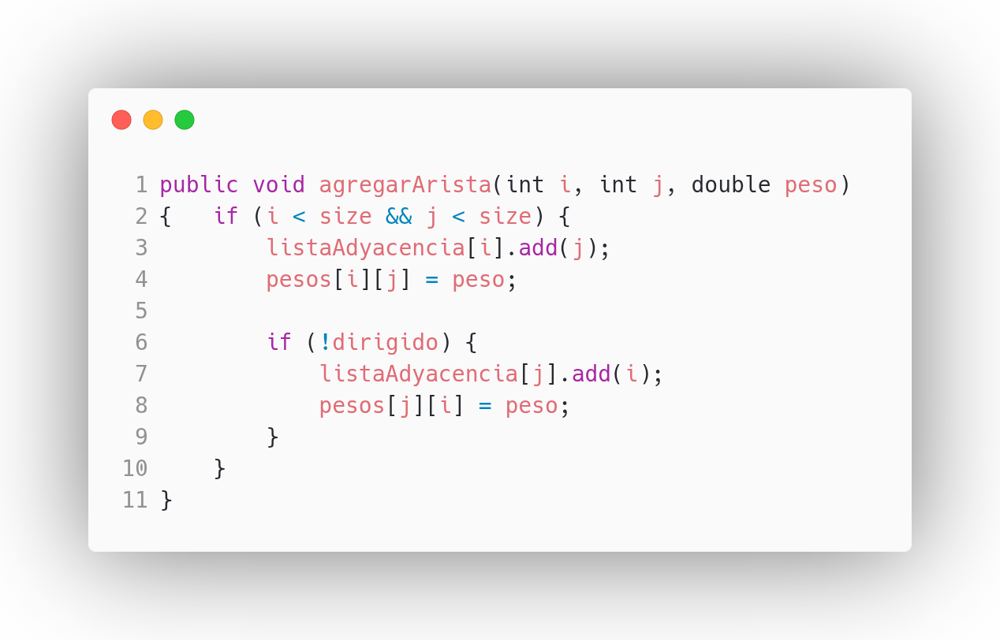 1 public void agregarArista(int i, int j, double peso)
2 {   if (i < size && j < size) {
3         listaAdyacencia[i].add(j);
4         pesos[i][j] = peso;
5
6         if (!dirigido) {
7             listaAdyacencia[j].add(i);
8             pesos[j][i] = peso;
9         }
10     }
11 }